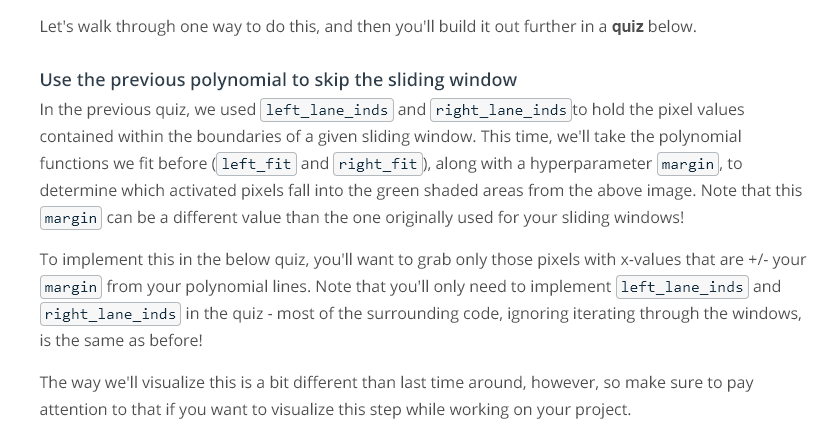 Let's walk through one way to do this, and then you'll build it out further in a quiz below.
Use the previous polynomial to skip the sliding window
In the previous quiz, we used left_lane_inds and right_lane_inds to hold the pixel values
contained within the boundaries of a given sliding window. This time, we'll take the polynomial
functions we fit before (left_fit and right_fit), along with a hyperparameter margin, to
determine which activated pixels fall into the green shaded areas from the above image. Note that this
margin can be a different value than the one originally used for your sliding windows!
To implement this in the below quiz, you'll want to grab only those pixels with x-values that are +/- your
margin from your polynomial lines. Note that you'll only need to implement left_lane_inds and
right_lane_inds in the quiz - most of the surrounding code, ignoring iterating through the windows,
is the same as before!
The way we'll visualize this is a bit different than last time around, however, so make sure to pay
attention to that if you want to visualize this step while working on your project.